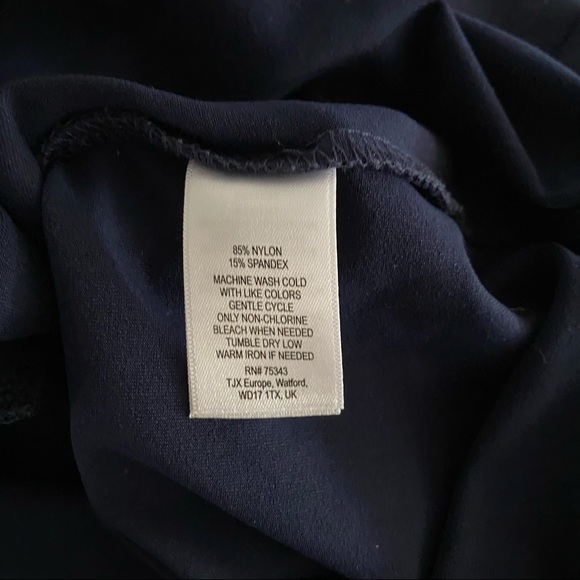 85% NYLON
15% SPANDEX
MACHINE WASH COLD
WITH LIKE COLORS
GENTLE CYCLE
ONLY NON-CHLORINE
BLEACH WHEN NEEDED
TUMBLE DRY LOW
WARM IRON IF NEEDED
RN# 75343
TJX Europe, Watford,
WD17 1TX, UK